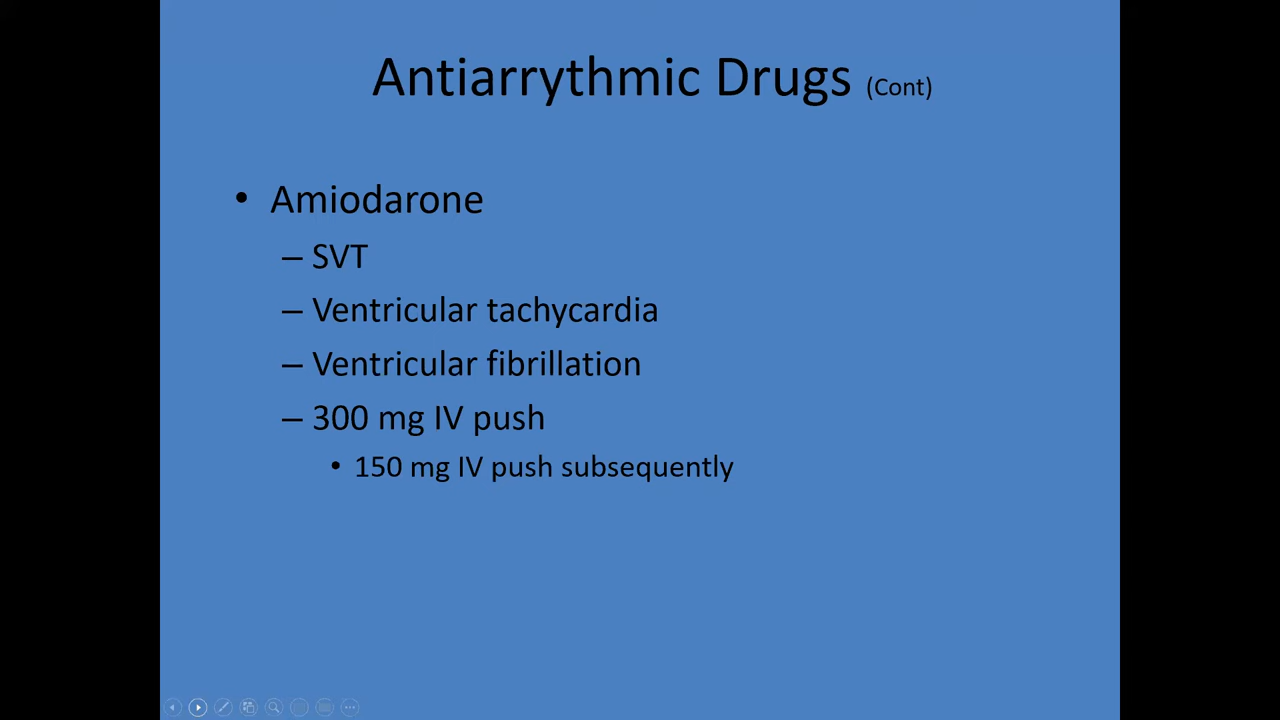 Antiarrythmic Drugs (Cont)
• Amiodarone
– SVT
– Ventricular tachycardia
– Ventricular fibrillation
– 300 mg IV push
• 150 mg IV push subsequently